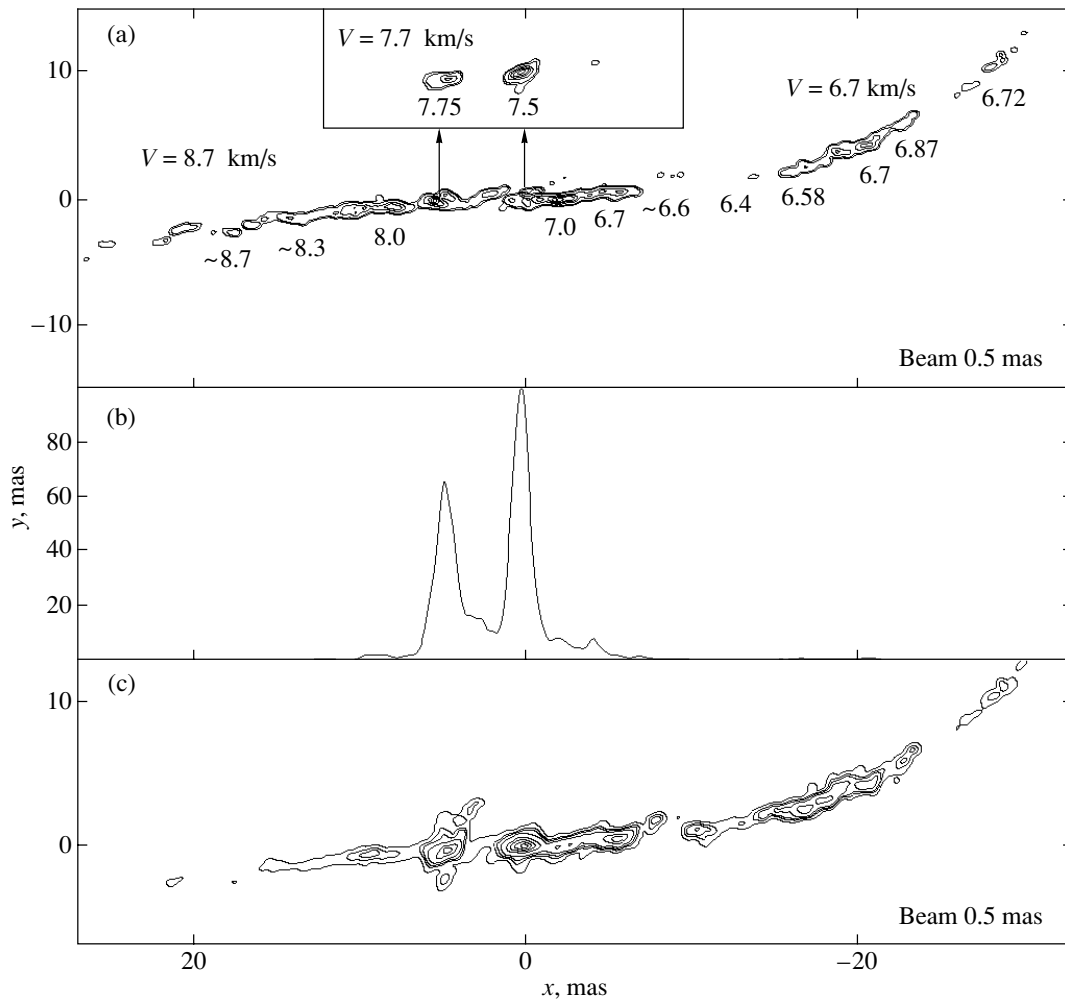 (a)
10
0
−10
V = 7.7 km/s
7.75 7.5
V = 8.7 km/s
V = 6.7 km/s
6.72
6.87
6.7
6.58
6.4
~6.6
6.7
7.0
8.0
~8.3
~8.7
Beam 0.5 mas
20 0 −20
(b)
80
60
40
20
y, mas
(c)
10
0
Beam 0.5 mas
20 0 −20
x, mas